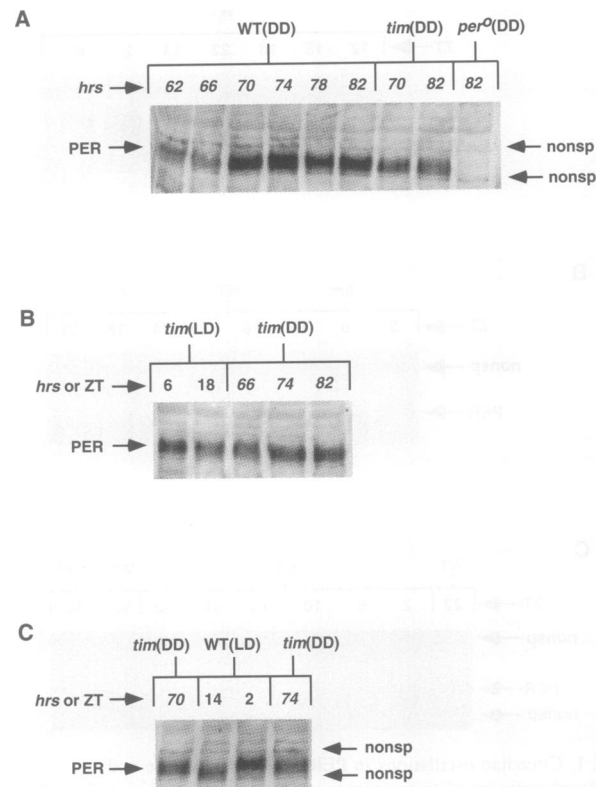 A
WT(DD) tim(DD) perO(DD)
hrs 62 66 70 74 78 82 70 82 82
PER nonsp
nonsp
B
tim(LD) tim(DD)
hrs or ZT 6 18 66 74 82
PER
C
tim(DD) WT(LD) tim(DD)
hrs or ZT 70 14 2 74
nonsp
PER nonsp